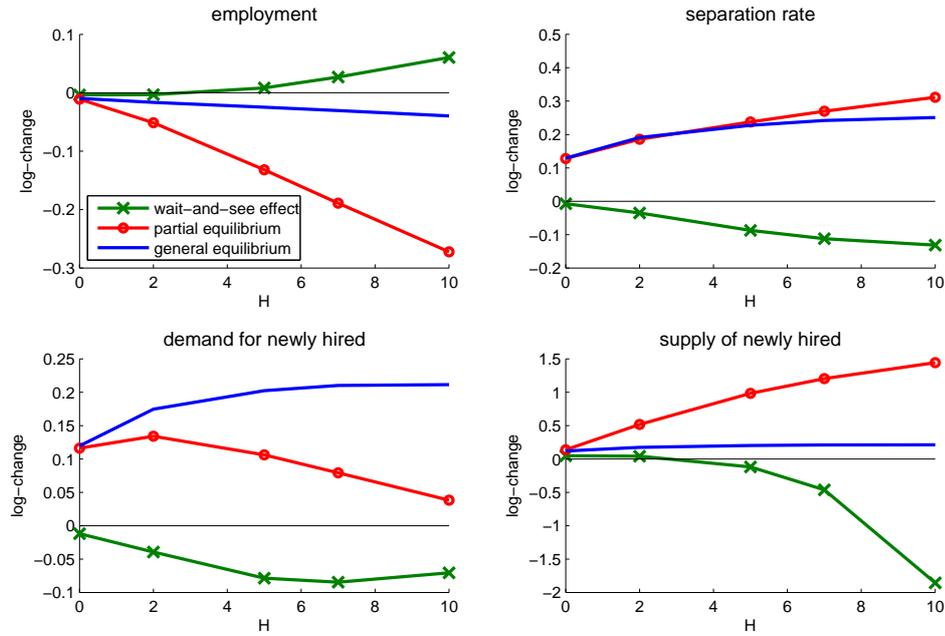 employment
0.1
0
−0.1
−0.2
−0.3
log−change
0 2 4 6 8 10
H
wait−and−see effect
partial equilibrium
general equilibrium
separation rate
0.5
0.4
0.3
0.2
0.1
0
−0.1
−0.2
log−change
0 2 4 6 8 10
H
demand for newly hired
0.25
0.2
0.15
0.1
0.05
0
−0.05
−0.1
log−change
0 2 4 6 8 10
H
supply of newly hired
1.5
1
0.5
0
−0.5
−1
−1.5
−2
log−change
0 2 4 6 8 10
H